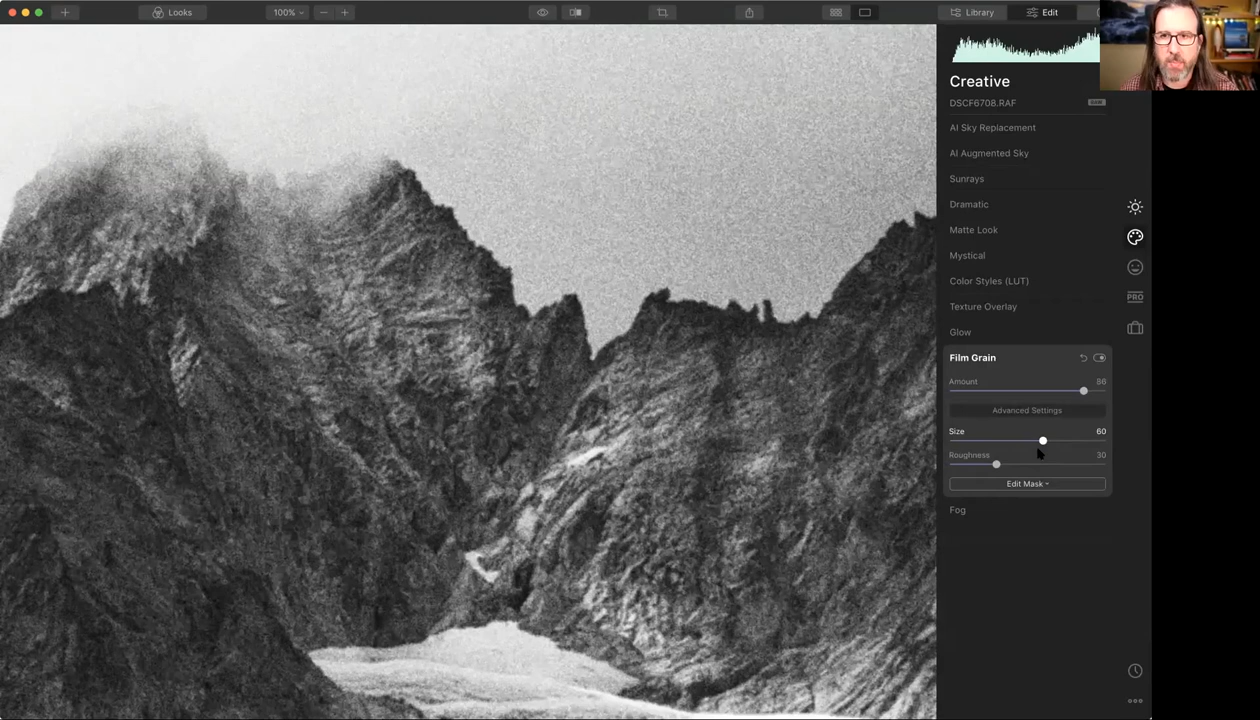 Looks
100%
Library
Edit
Creative
DSCF6708.RAF
AI Sky Replacement
AI Augmented Sky
Sunrays
Dramatic
Matte Look
Mystical
Color Styles (LUT)
Texture Overlay
Glow
Film Grain
Amount 86
Advanced Settings
Size 60
Roughness 30
Edit Mask
Fog
PRO